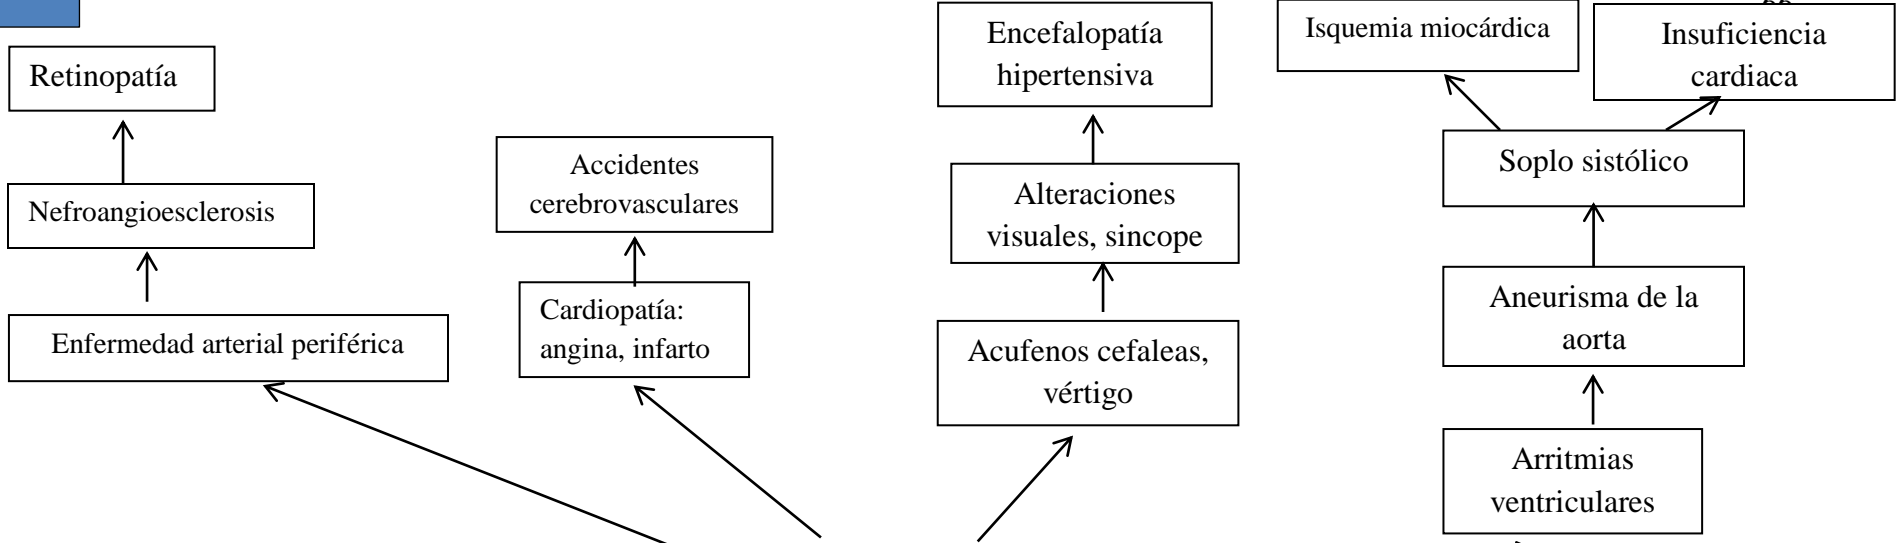 Retinopatía
Nefroangioesclerosis
Enfermedad arterial periférica
Accidentes
cerebrovasculares
Cardiopatía:
angina, infarto
Encefalopatía
hipertensiva
Alteraciones
visuales, sincope
Acufenos cefaleas,
vértigo
Isquemia miocárdica
Insuficiencia
cardiaca
Soplo sistólico
Aneurisma de la
aorta
Arritmias
ventriculares